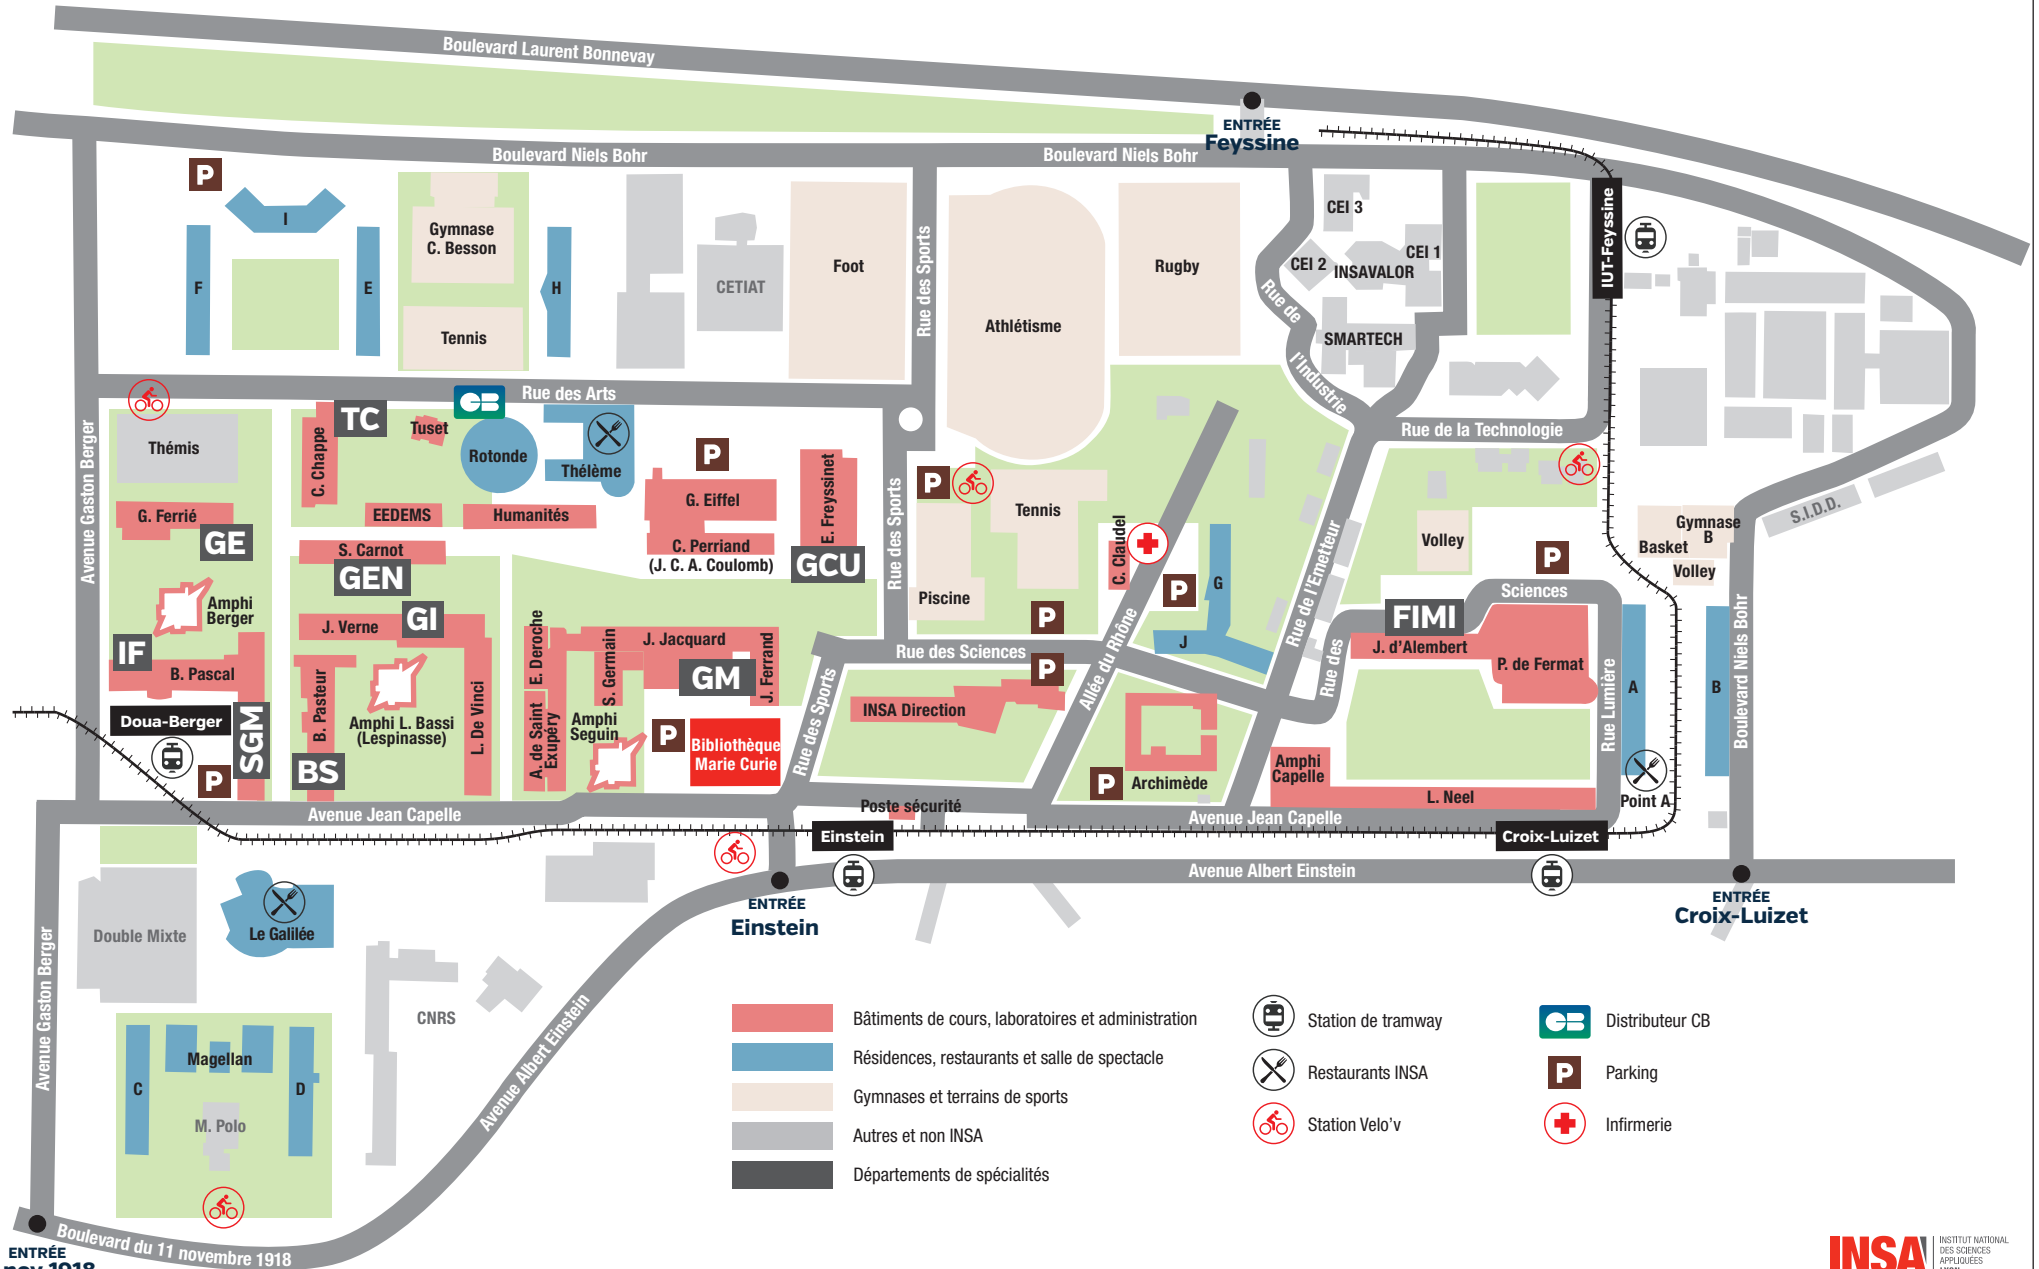 Boulevard Laurent Bonnevay
ENTRÉE
Feyssine
Boulevard Niels Bohr
Boulevard Niels Bohr
P
I
F
E
H
Gymnase
C. Besson
Tennis
CETIAT
Foot
Rue des Sports
Athlétisme
Rugby
CEI 3
CEI 2
CEI 1
INSAVALOR
SMARTECH
Rue de
l'Industrie
IUT-Feyssine
Avenue Gaston Berger
Rue des Arts
CB
Thémis
TC
C. Chappe
Tuset
Rotonde
Thélème
P
G. Eiffel
E. Freyssinet
Rue des Sports
P
Tennis
Rue de la Technologie
G. Ferrié
GE
EEDEMS
Humanités
S. Carnot
GEN
C. Perriand
(J. C. A. Coulomb)
GCU
Piscine
C. Claudel
P
G
J
Rue de l'Emetteur
Volley
P
Gymnase
B
Basket
Volley
S.I.D.D.
Amphi
Berger
IF
B. Pascal
J. Verne
GI
E. Deroche
S. Germain
J. Jacquard
GM
J. Ferrand
P
Rue des Sciences
P
Allée du Rhône
Rue des
Sciences
FIMI
J. d'Alembert
P. de Fermat
Rue Lumière
A
B
Boulevard Niels Bohr
Doua-Berger
P
SGM
B. Pasteur
BS
Amphi L. Bassi
(Lespinasse)
L. De Vinci
A. de Saint
Exupéry
Amphi
Seguin
P
Bibliothèque
Marie Curie
Rue des Sports
INSA Direction
P
Archimède
Amphi
Capelle
L. Neel
Point A
Avenue Jean Capelle
Poste sécurité
Avenue Jean Capelle
Einstein
Croix-Luizet
Avenue Albert Einstein
ENTRÉE
Einstein
ENTRÉE
Croix-Luizet
Double Mixte
Le Galilée
Avenue Gaston Berger
CNRS
Avenue Albert Einstein
C
Magellan
D
M. Polo
Boulevard du 11 novembre 1918
ENTRÉE
nov 1918
Bâtiments de cours, laboratoires et administration
Résidences, restaurants et salle de spectacle
Gymnases et terrains de sports
Autres et non INSA
Départements de spécialités
Station de tramway
Restaurants INSA
Station Velo'v
CB
Distributeur CB
P
Parking
Infirmerie
INSA
INSTITUT NATIONAL
DES SCIENCES
APPLIQUÉES
LYON